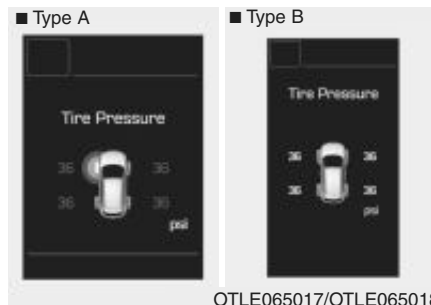 ■ Type A
■ Type B
Tire Pressure
36 36
36 36
psi
Tire Pressure
36 36
36 36
psi
OTLE065017/OTLE065018